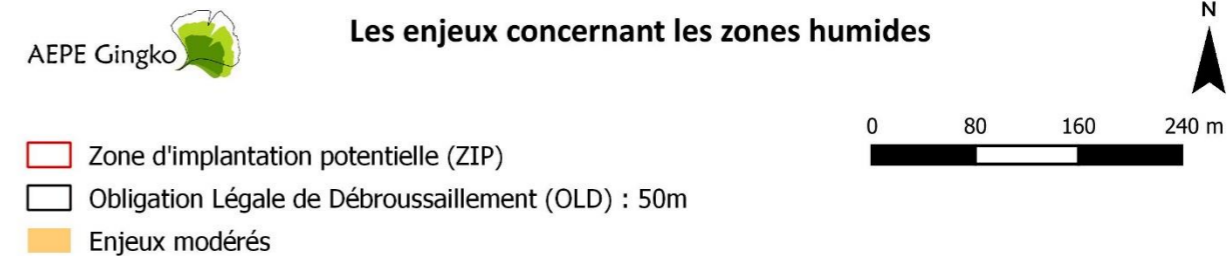 AEPE Gingko
Les enjeux concernant les zones humides
N
0 80 160 240 m
Zone d'implantation potentielle (ZIP)
Obligation Légale de Débroussaillement (OLD) : 50m
Enjeux modérés